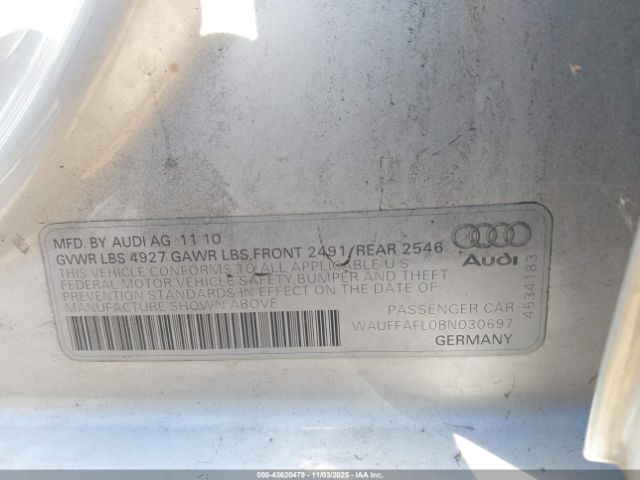 MFD. BY AUDI AG 11 10
GVWR LBS 4927 GAWR LBS.FRONT 2491/REAR 2546
THIS VEHICLE CONFORMS TO ALL APPLICABLE U S
FEDERAL MOTOR VEHICLE SAFETY BUMPER AND THEFT
PREVENTION STANDARDS IN EFFECT ON THE DATE OF
MANUFACTURE SHOWN ABOVE
Audi
PASSENGER CAR
WAUFFAFL0BN030697
GERMANY
4534183
00-43620479 - 11/03/2025 - IAA Inc.